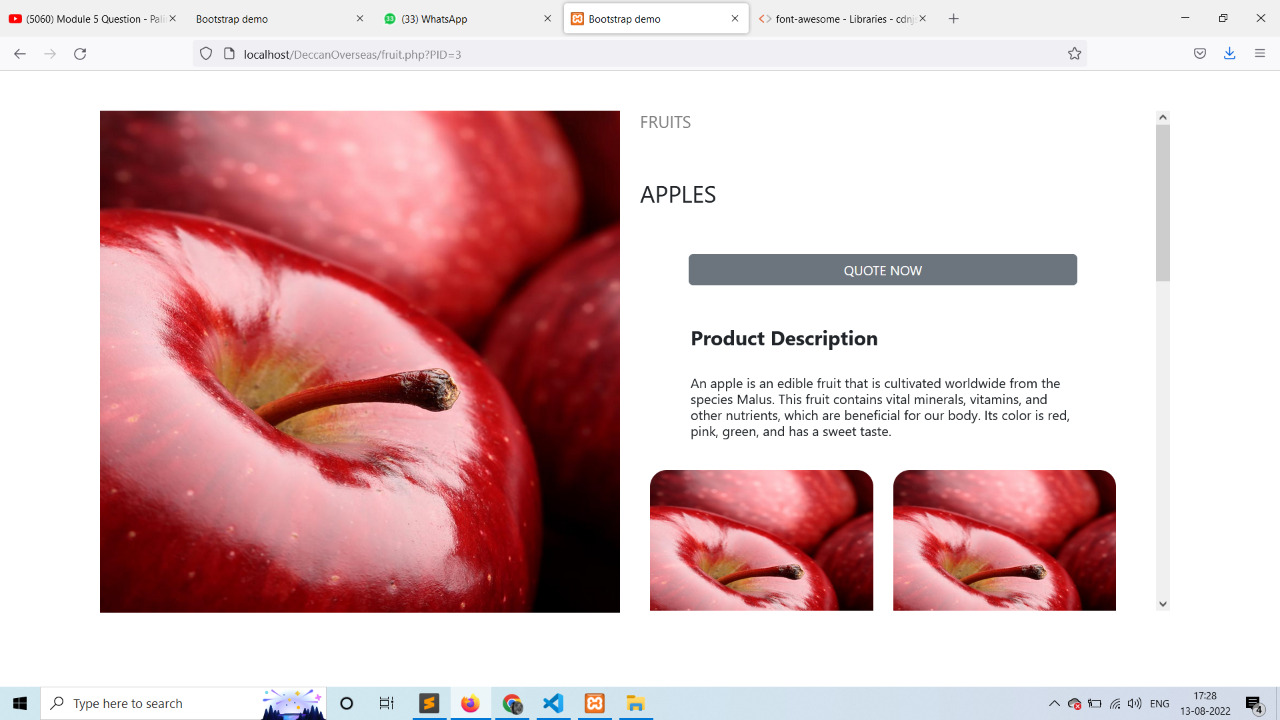 (5060) Module 5 Question - Pali
Bootstrap demo
33
(33) WhatsApp
Bootstrap demo
font-awesome - Libraries - cdnj
localhost/DeccanOverseas/fruit.php?PID=3
FRUITS
APPLES
QUOTE NOW
Product Description
An apple is an edible fruit that is cultivated worldwide from the
species Malus. This fruit contains vital minerals, vitamins, and
other nutrients, which are beneficial for our body. Its color is red,
pink, green, and has a sweet taste.
Type here to search
ENG
17:28
13-08-2022
4